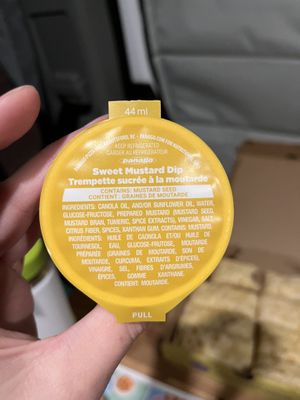 44 ml
KEEP REFRIGERATED
GARDER AU RÉFRIGÉRATEUR
panago
Sweet Mustard Dip
Trempette sucrée à la moutarde
CONTAINS: MUSTARD SEED
CONTIENT : GRAINES DE MOUTARDE
INGREDIENTS: CANOLA OIL AND/OR SUNFLOWER OIL, WATER,
GLUCOSE-FRUCTOSE, PREPARED MUSTARD (MUSTARD SEED,
MUSTARD BRAN, TUMERIC, SPICE EXTRACTS), VINEGAR, SALT,
CITRUS FIBER, SPICES, XANTHAN GUM. CONTAINS: MUSTARD.
INGRÉDIENTS: HUILE DE CANOLA ET/OU HUILE DE
TOURNESOL, EAU, GLUCOSE-FRUCTOSE, MOUTARDE
PRÉPARÉE (GRAINES DE MOUTARDE, SON DE
MOUTARDE, CURCUMA, EXTRAITS D'ÉPICES),
VINAIGRE, SEL, FIBRES D'AGRUMES,
ÉPICES, GOMME XANTHANE.
CONTIENT: MOUTARDE.
PULL